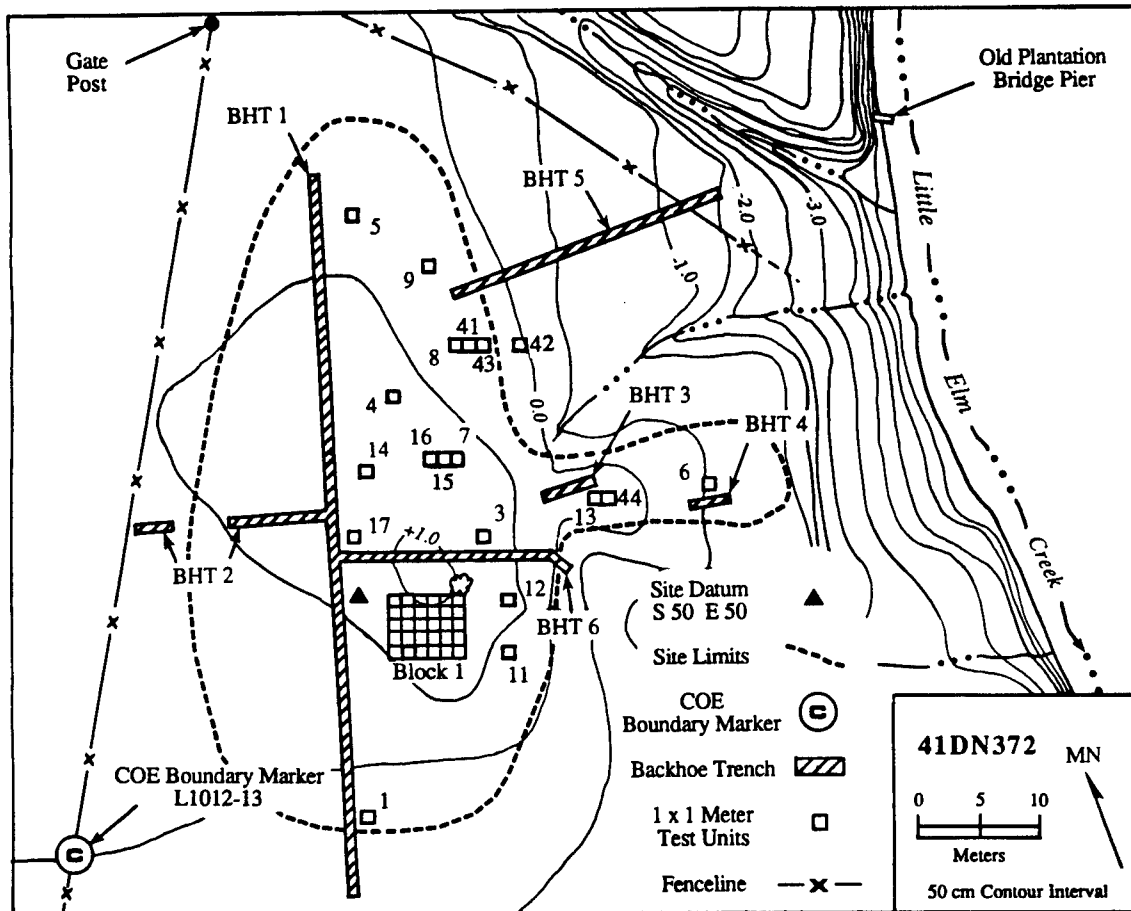 Gate
Post
Old Plantation
Bridge Pier
BHT 1
BHT 5
Little
Elm
Creek
-2.0
-3.0
-1.0
0.0
5
9
41
8
43
42
BHT 3
BHT 4
4
14
16
7
15
6
13
44
17
+1.0
3
BHT 2
12
BHT 6
Block 1
11
1
COE Boundary Marker
L1012-13
C
Site Datum
S 50 E 50
Site Limits
COE
Boundary Marker
C
Backhoe Trench
1 x 1 Meter
Test Units
Fenceline
41DN372
MN
0 5 10
Meters
50 cm Contour Interval